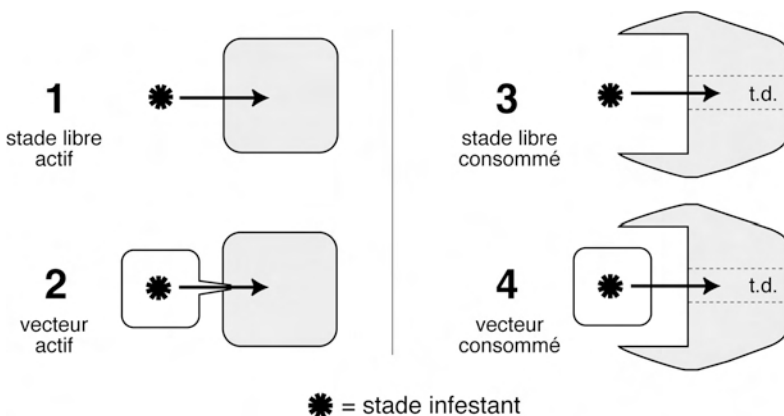 1
stade libre
actif
2
vecteur
actif
3
stade libre
consommé
t.d.
4
vecteur
consommé
t.d.
= stade infestant